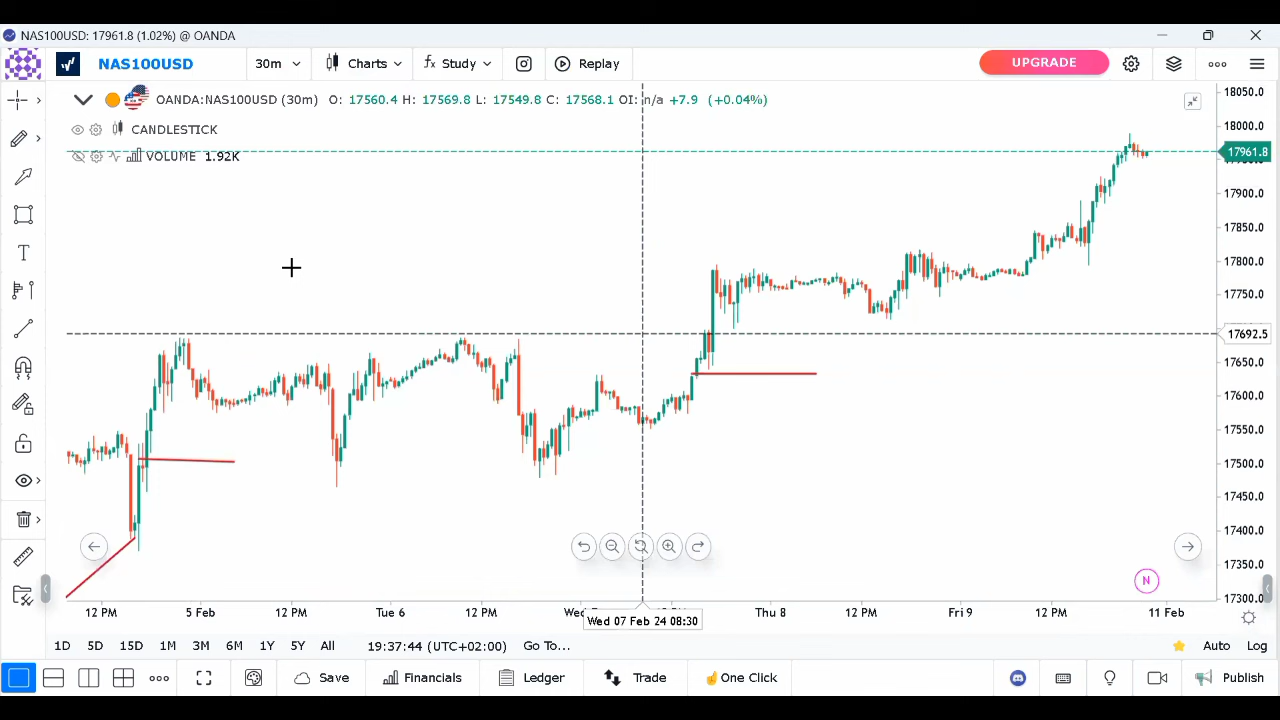 NAS100USD: 17961.8 (1.02%) @ OANDA
NAS100USD 30m Charts Study Replay UPGRADE
OANDA:NAS100USD (30m) O: 17560.4 H: 17569.8 L: 17549.8 C: 17568.1 OI: n/a +7.9 (+0.04%)
CANDLESTICK
VOLUME 1.92K
18050.0
18000.0
17961.8
17900.0
17850.0
17800.0
17750.0
17692.5
17650.0
17600.0
17550.0
17500.0
17450.0
17400.0
17350.0
17300.0
N
12 PM 5 Feb 12 PM Tue 6 12 PM Thu 8 12 PM Fri 9 12 PM 11 Feb
Wed 07 Feb 24 08:30
1D 5D 15D 1M 3M 6M 1Y 5Y All 19:37:44 (UTC+02:00) Go To... Auto Log
Save Financials Ledger Trade One Click Publish